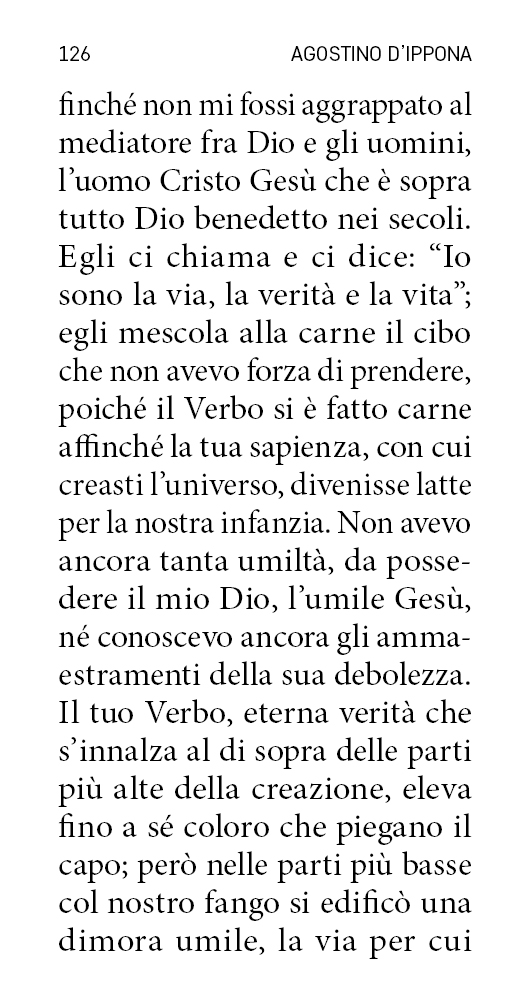 126 AGOSTINO D'IPPONA
finché non mi fossi aggrappato al
mediatore fra Dio e gli uomini,
l’uomo Cristo Gesù che è sopra
tutto Dio benedetto nei secoli.
Egli ci chiama e ci dice: “Io
sono la via, la verità e la vita”;
egli mescola alla carne il cibo
che non avevo forza di prendere,
poiché il Verbo si è fatto carne
affinché la tua sapienza, con cui
creasti l’universo, divenisse latte
per la nostra infanzia. Non avevo
ancora tanta umiltà, da posse-
dere il mio Dio, l’umile Gesù,
né conoscevo ancora gli amma-
estramenti della sua debolezza.
Il tuo Verbo, eterna verità che
s’innalza al di sopra delle parti
più alte della creazione, eleva
fino a sé coloro che piegano il
capo; però nelle parti più basse
col nostro fango si edificò una
dimora umile, la via per cui